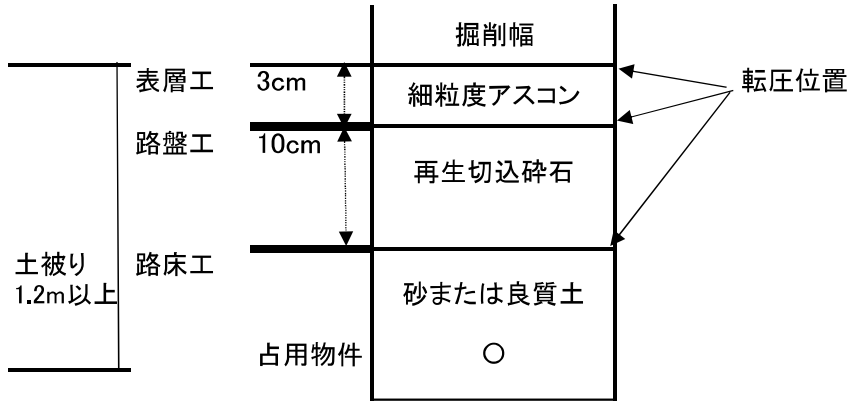 掘削幅
表層工
3cm
細粒度アスコン
転圧位置
路盤工
10cm
再生切込砕石
土被り
1.2m以上
路床工
砂または良質土
占用物件